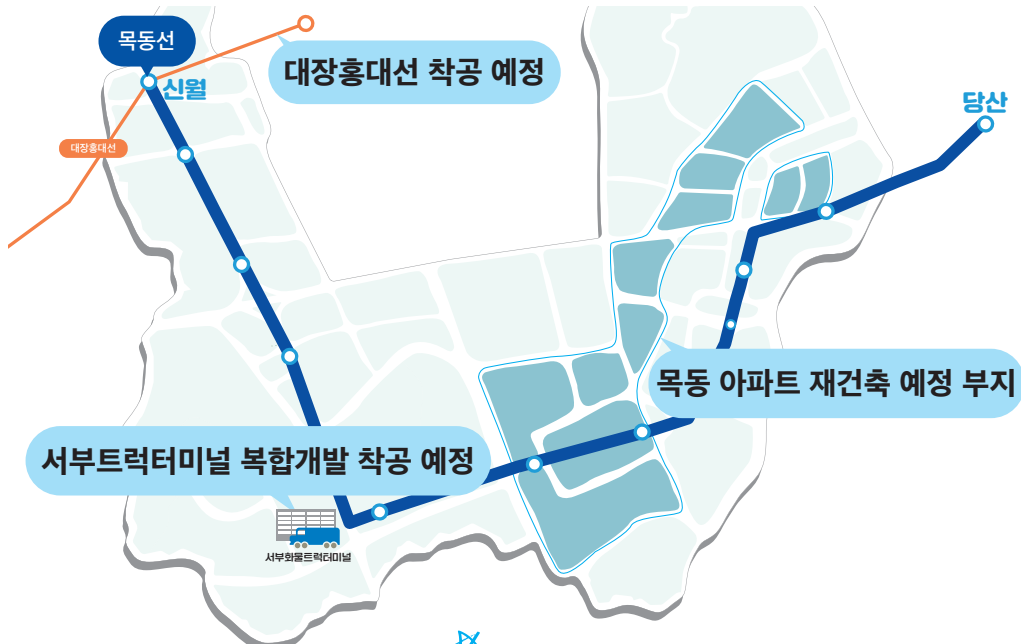 목동선
신월
대장홍대선 착공 예정
당산
대장홍대선
목동 아파트 재건축 예정 부지
서부트럭터미널 복합개발 착공 예정
서부화물트럭터미널